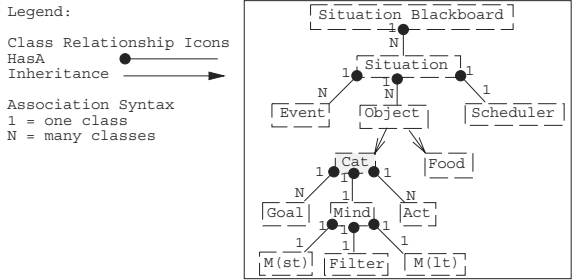 Legend:
Class Relationship Icons
HasA
Inheritance
Association Syntax
1 = one class
N = many classes
Situation Blackboard
1
N
Situation
1 1 1
N N 1
Event Object Scheduler
Cat Food
1 1 1
N 1 N
Goal Mind Act
1 1 1
1 1 1
M(st) Filter M(lt)